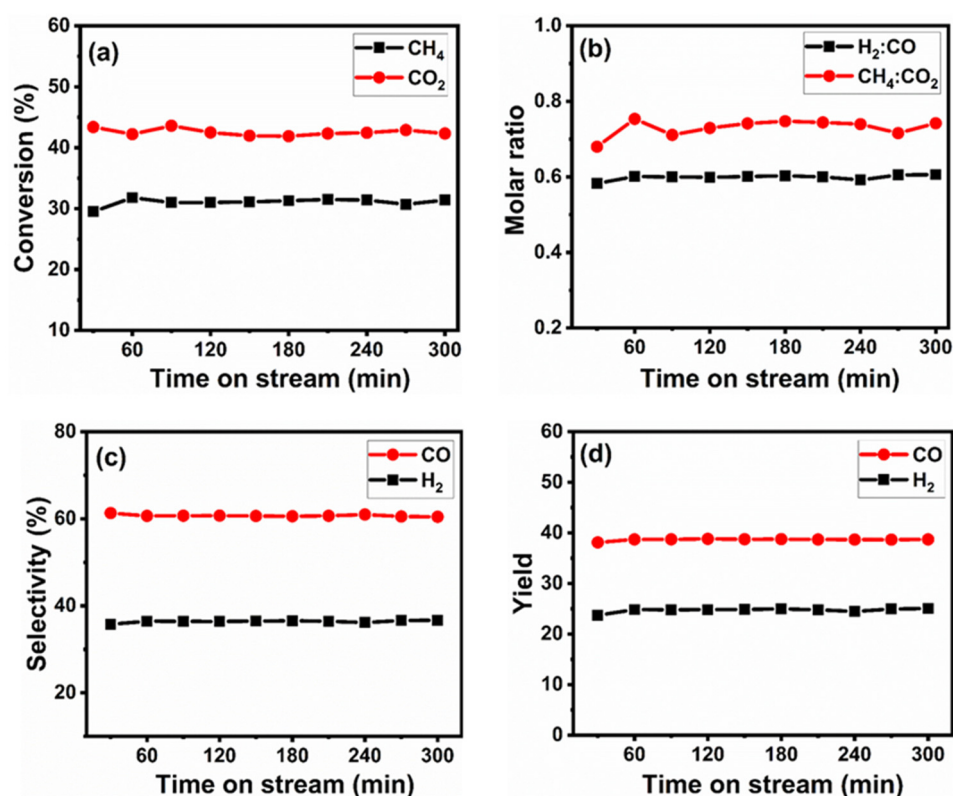 (a)
CH4
CO2
Conversion (%)
60
50
40
30
20
10
60 120 180 240 300
Time on stream (min)
(b)
H2:CO
CH4:CO2
Molar ratio
1.0
0.8
0.6
0.4
0.2
60 120 180 240 300
Time on stream (min)
(c)
CO
H2
Selectivity (%)
80
60
40
20
60 120 180 240 300
Time on stream (min)
(d)
CO
H2
Yield
60
50
40
30
20
10
0
60 120 180 240 300
Time on stream (min)